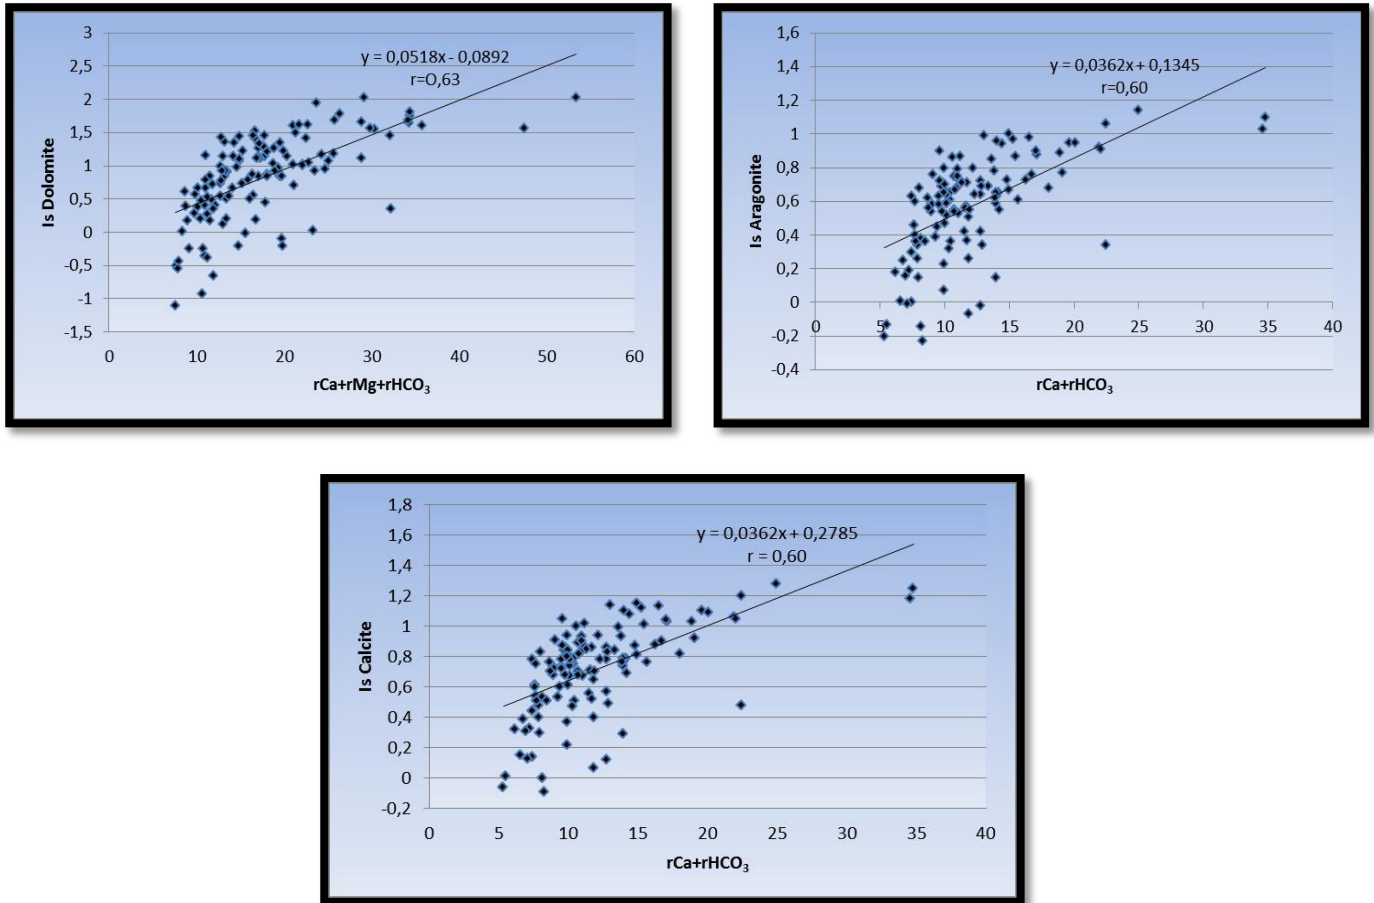 3
2,5
2
1,5
1
0,5
0
-0,5
-1
-1,5
Is Dolomite
y = 0,0518x - 0,0892
r=O,63
0 10 20 30 40 50 60
rCa+rMg+rHCO₃
1,6
1,4
1,2
1
0,8
0,6
0,4
0,2
0
-0,2
-0,4
Is Aragonite
y = 0,0362x + 0,1345
r=0,60
0 5 10 15 20 25 30 35 40
rCa+rHCO₃
1,8
1,6
1,4
1,2
1
0,8
0,6
0,4
0,2
0
-0,2
Is Calcite
y = 0,0362x + 0,2785
r = 0,60
0 5 10 15 20 25 30 35 40
rCa+rHCO₃